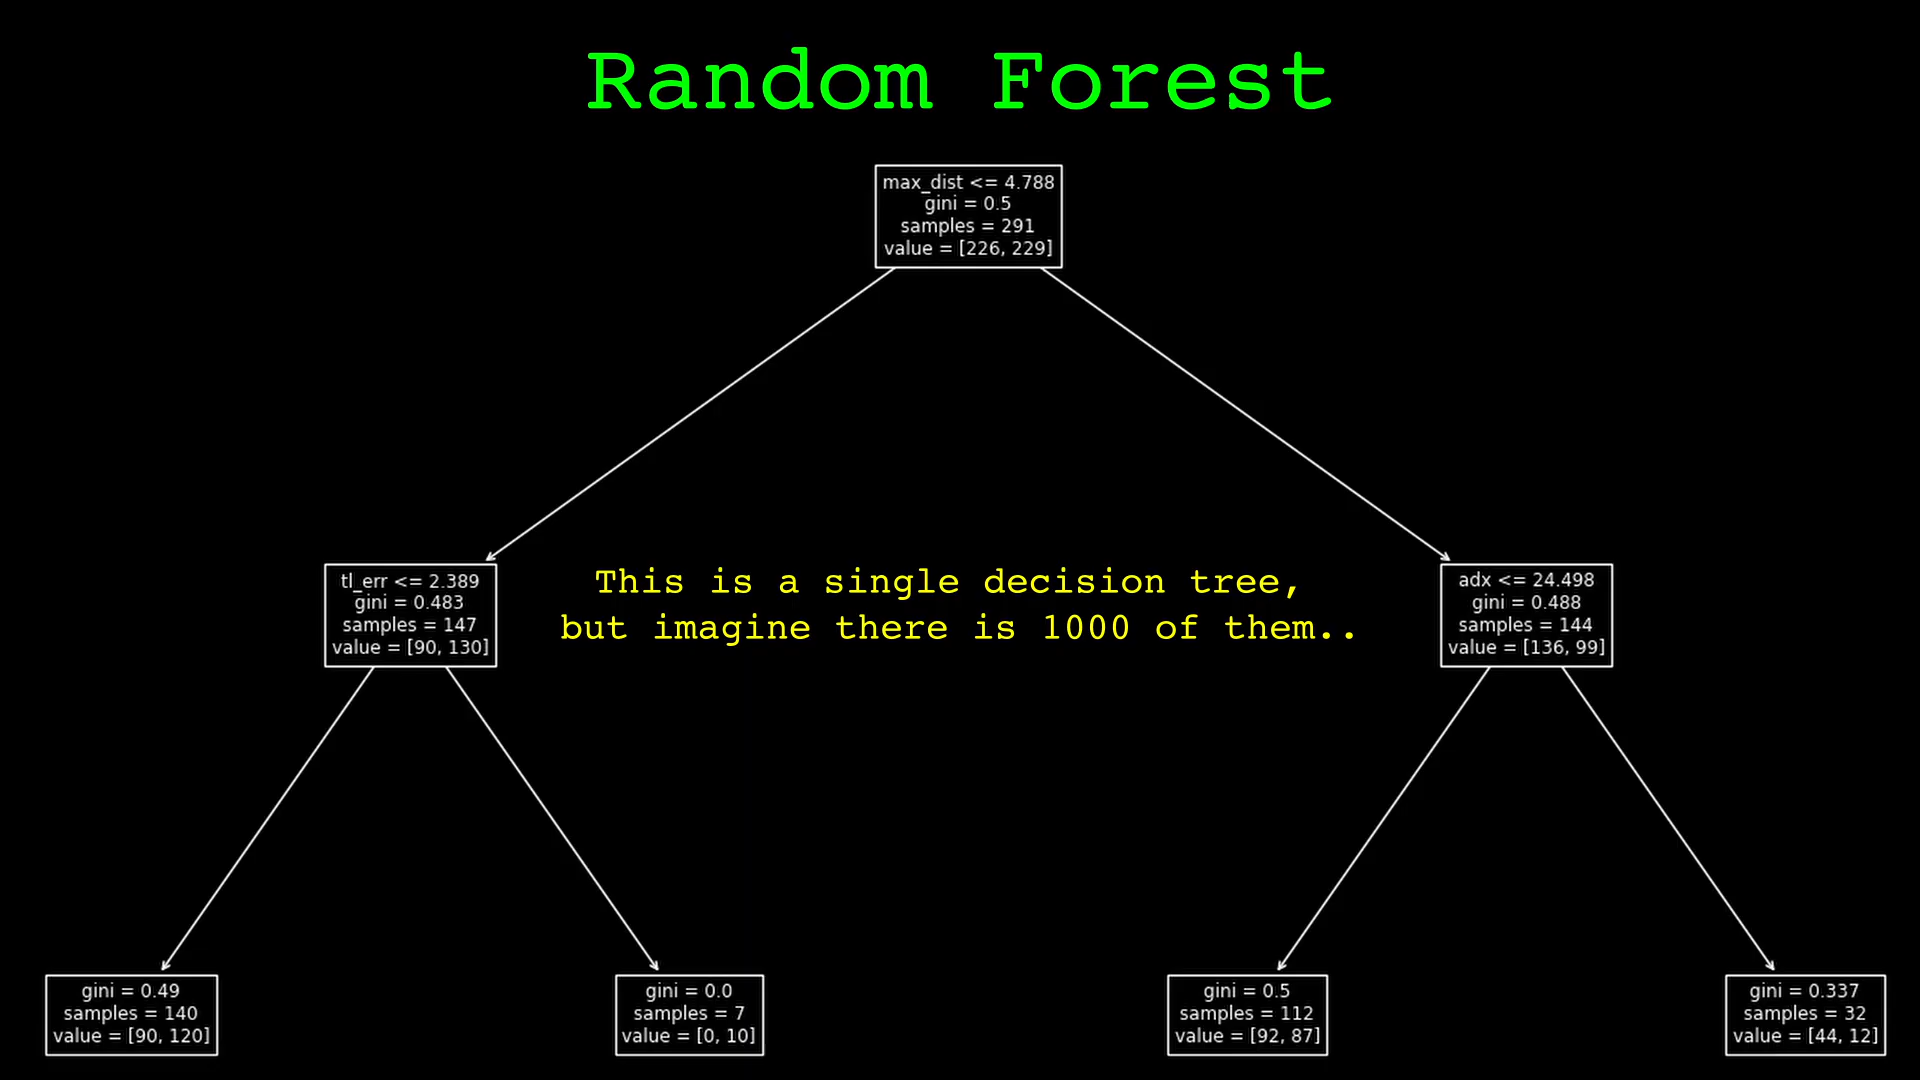 Random Forest
max_dist <= 4.788
gini = 0.5
samples = 291
value = [226, 229]
tl_err <= 2.389
gini = 0.483
samples = 147
value = [90, 130]
This is a single decision tree,
but imagine there is 1000 of them..
adx <= 24.498
gini = 0.488
samples = 144
value = [136, 99]
gini = 0.49
samples = 140
value = [90, 120]
gini = 0.0
samples = 7
value = [0, 10]
gini = 0.5
samples = 112
value = [92, 87]
gini = 0.337
samples = 32
value = [44, 12]